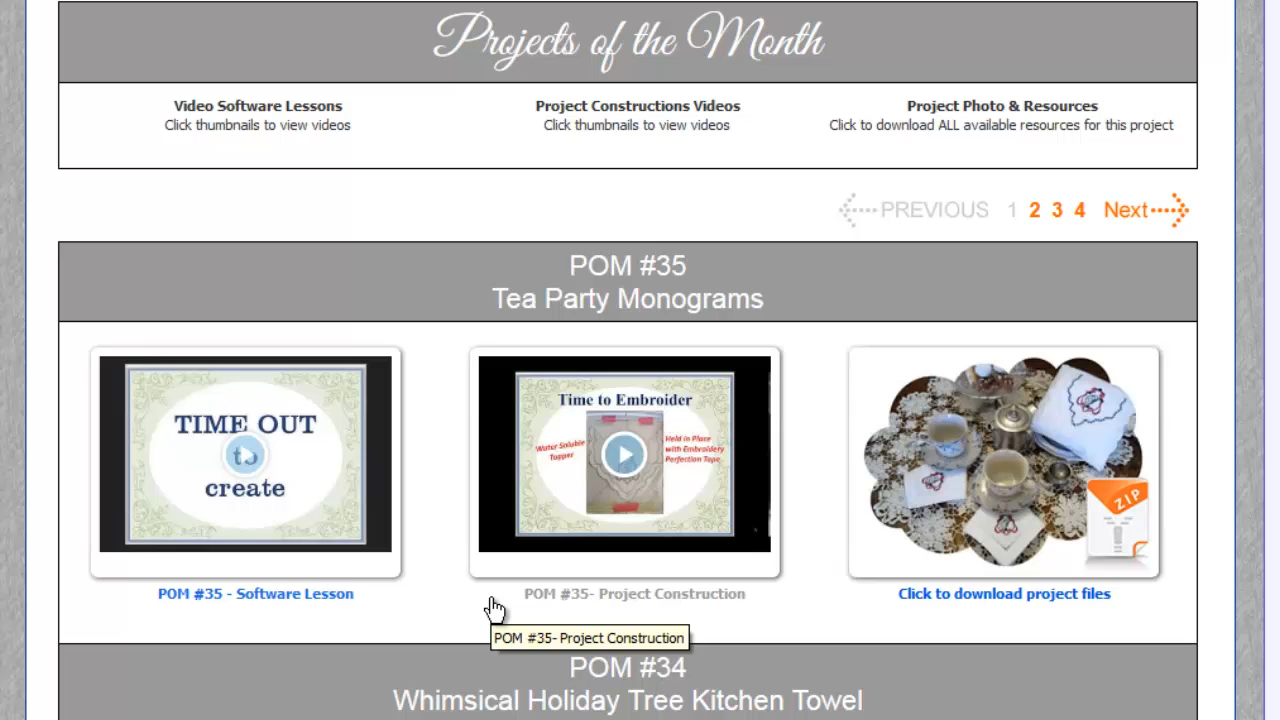 Projects of the Month
Video Software Lessons
Click thumbnails to view videos
Project Constructions Videos
Click thumbnails to view videos
Project Photo & Resources
Click to download ALL available resources for this project
PREVIOUS 1 2 3 4 Next
POM #35
Tea Party Monograms
TIME OUT
to
create
Time to Embroider
Water Soluble
Topper
Held in Place
with Embroidery
Perfection Tape
ZIP
POM #35 - Software Lesson
POM #35- Project Construction
Click to download project files
POM #35- Project Construction
POM #34
Whimsical Holiday Tree Kitchen Towel